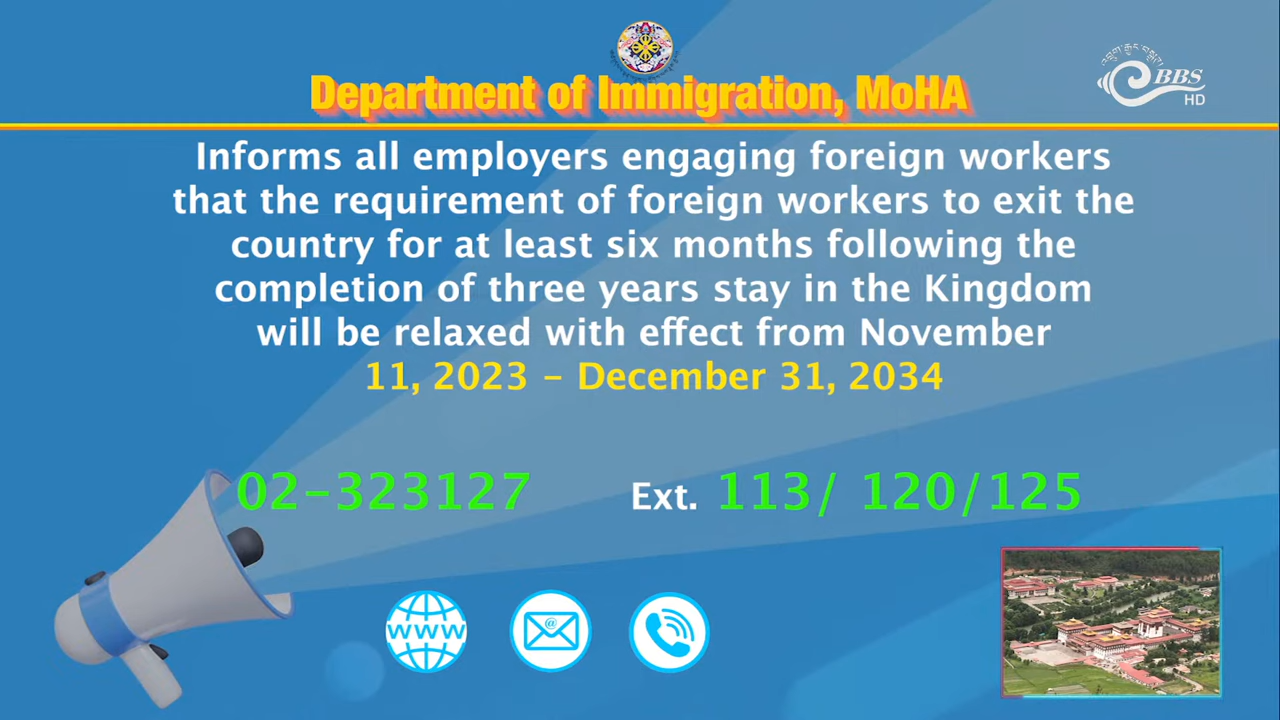 Department of Immigration, MoHA
BBS
HD
Informs all employers engaging foreign workers
that the requirement of foreign workers to exit the
country for at least six months following the
completion of three years stay in the Kingdom
will be relaxed with effect from November
11, 2023 – December 31, 2034
02-323127 Ext. 113/ 120/125
www
@